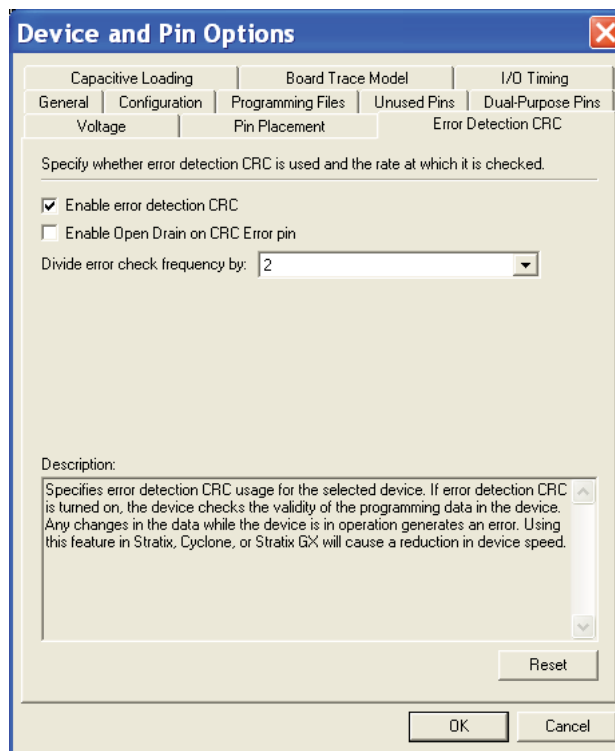 Device and Pin Options
Capacitive Loading Board Trace Model I/O Timing
General Configuration Programming Files Unused Pins Dual-Purpose Pins
Voltage Pin Placement Error Detection CRC
Specify whether error detection CRC is used and the rate at which it is checked.
Enable error detection CRC
Enable Open Drain on CRC Error pin
Divide error check frequency by: 2
Description:
Specifies error detection CRC usage for the selected device. If error detection CRC
is turned on, the device checks the validity of the programming data in the device.
Any changes in the data while the device is in operation generates an error. Using
this feature in Stratix, Cyclone, or Stratix GX will cause a reduction in device speed.
Reset
OK Cancel